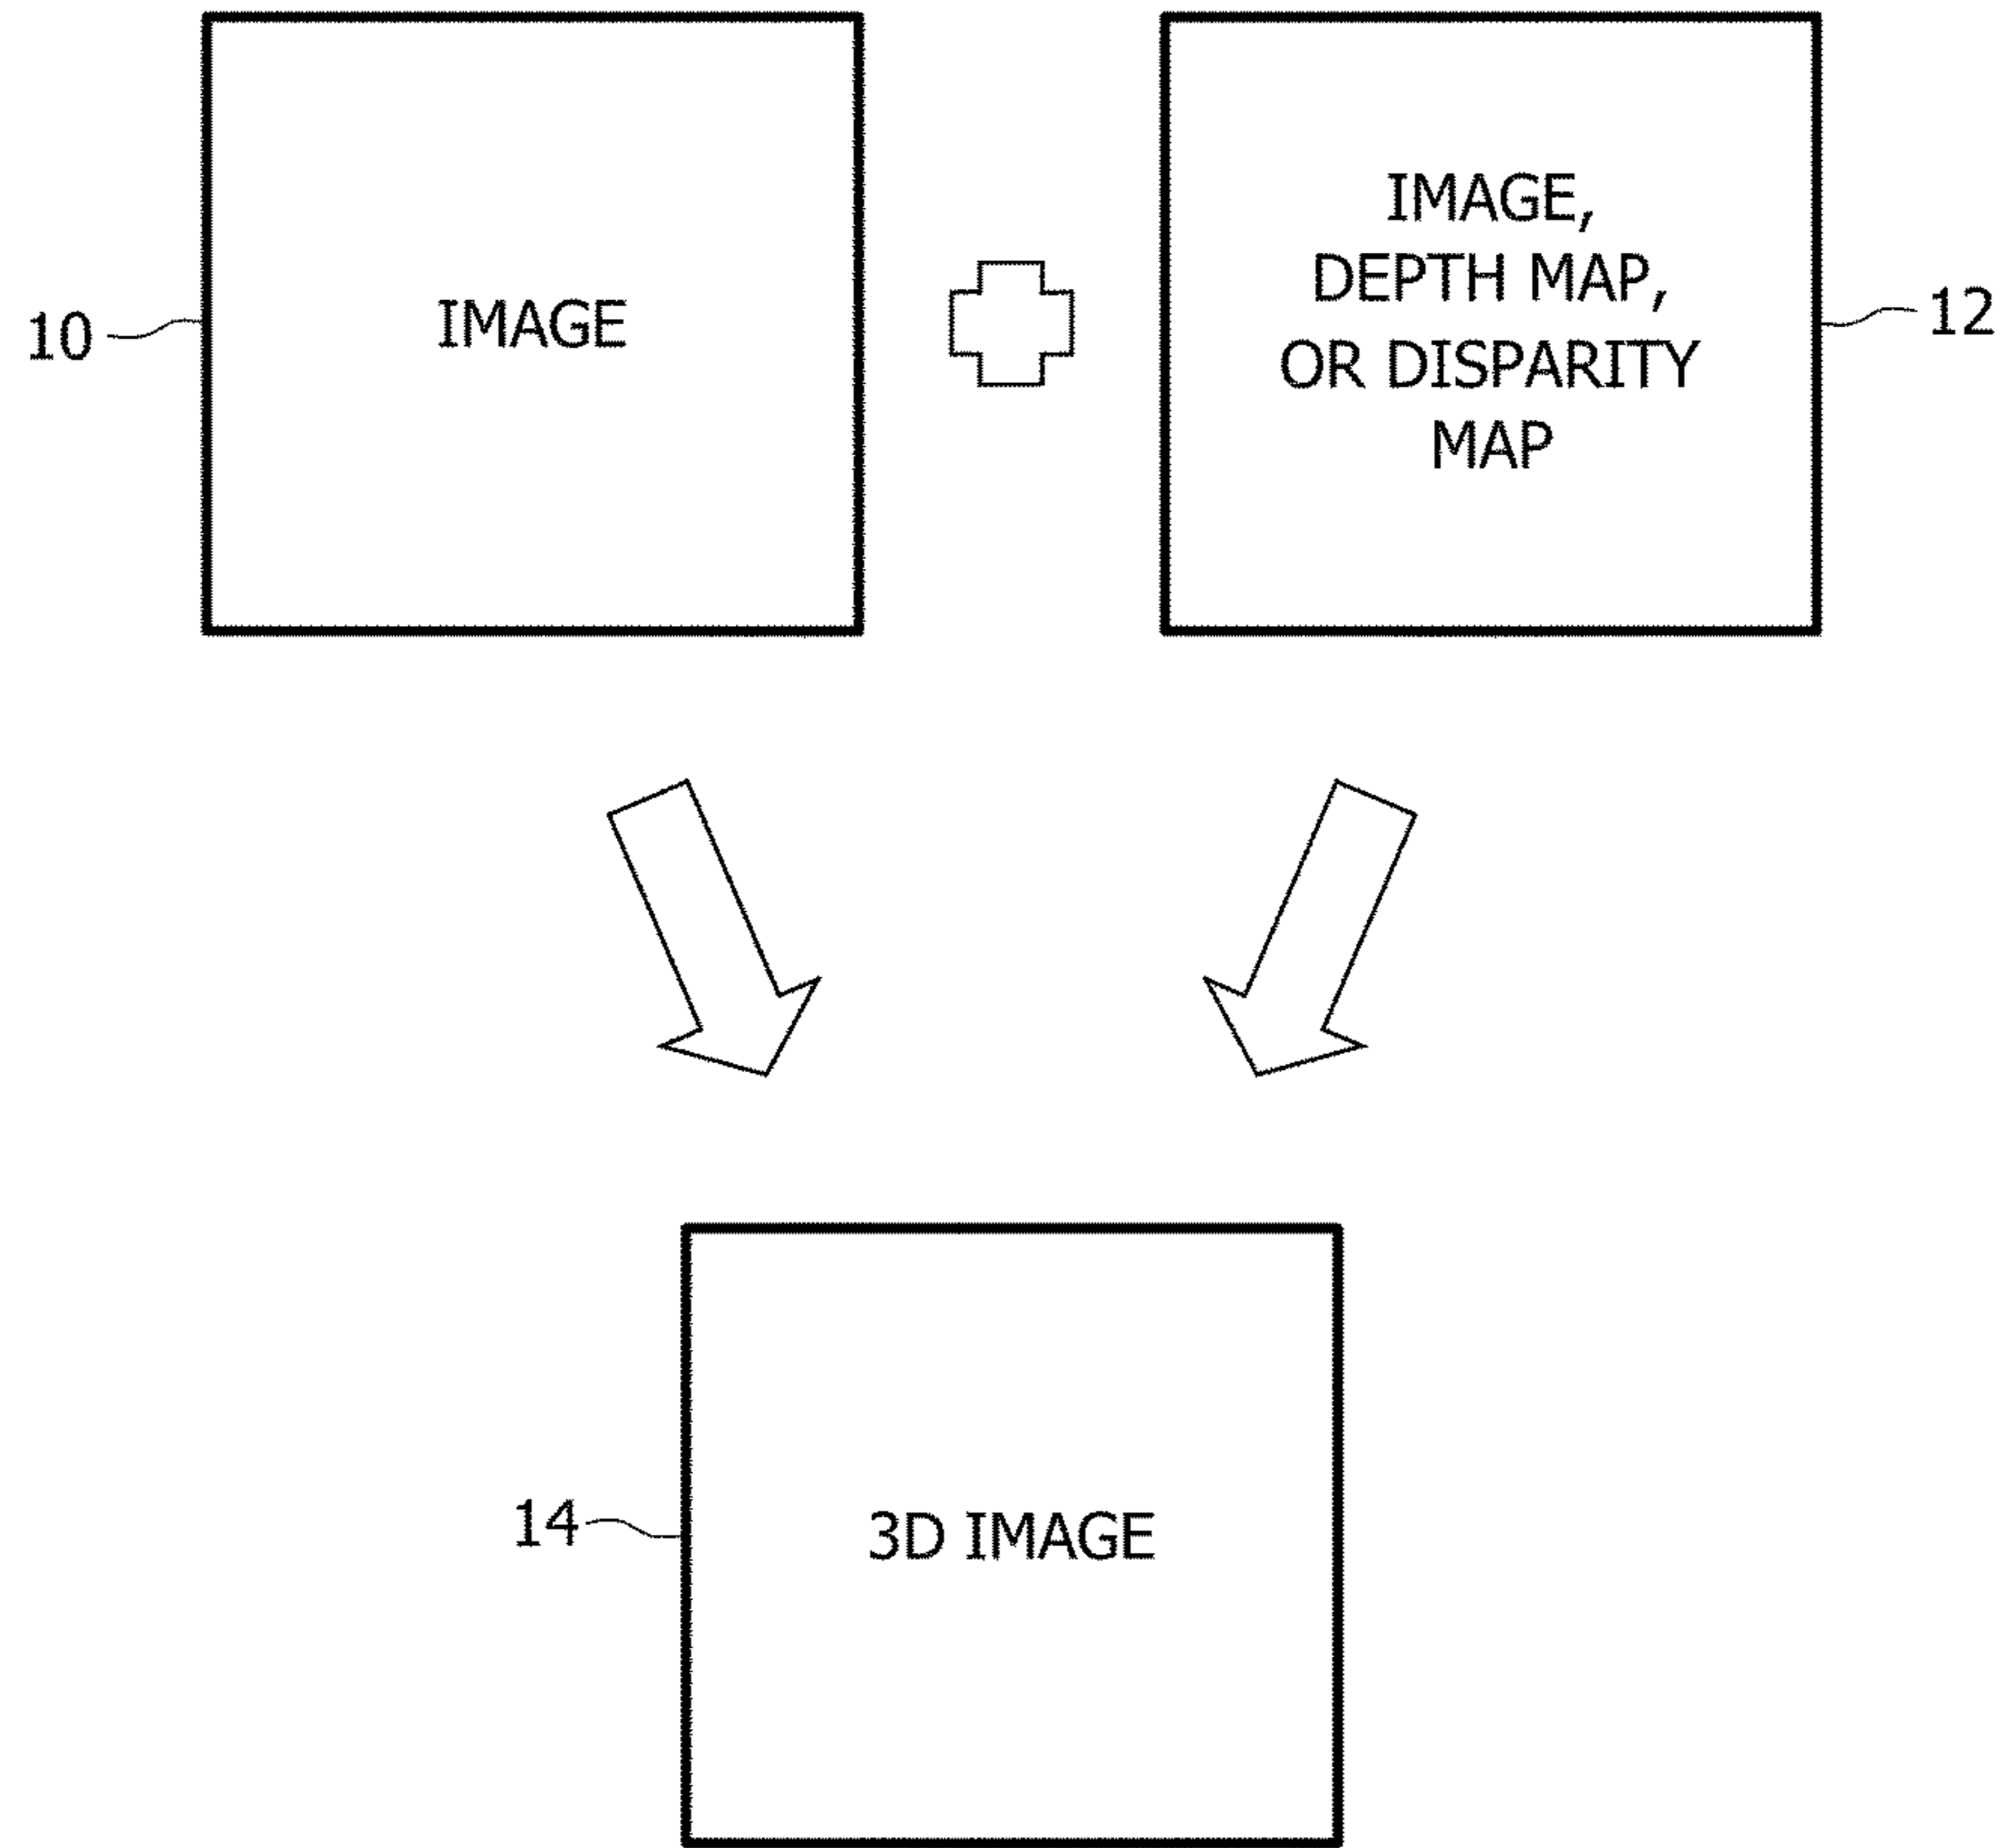 10
IMAGE
IMAGE,
DEPTH MAP,
OR DISPARITY
MAP
12
14
3D IMAGE